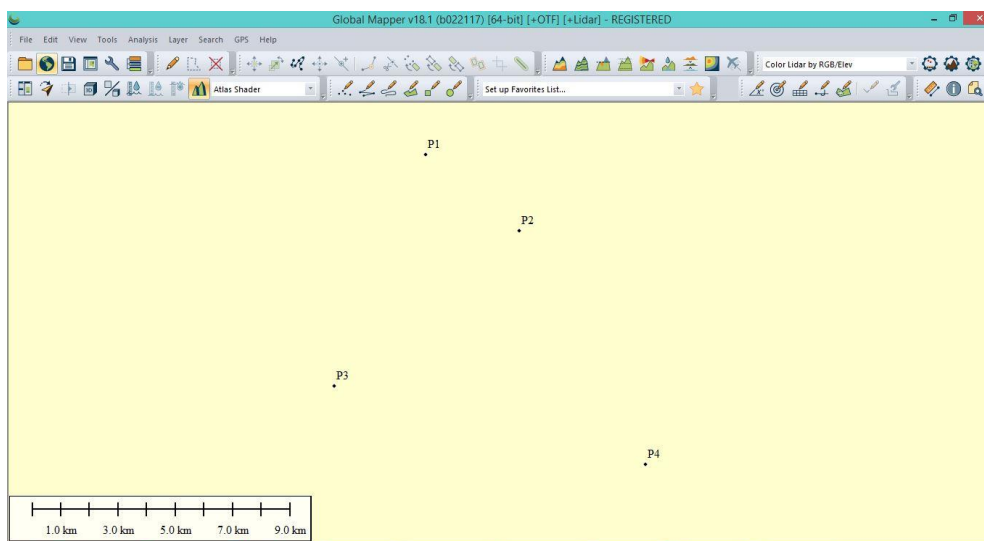 Global Mapper v18.1 (b022117) [64-bit] [+OTF] [+Lidar] - REGISTERED
File Edit View Tools Analysis Layer Search GPS Help
Color Lidar by RGB/Elev
Atlas Shader
Set up Favorites List...
P1
P2
P3
P4
1.0 km 3.0 km 5.0 km 7.0 km 9.0 km